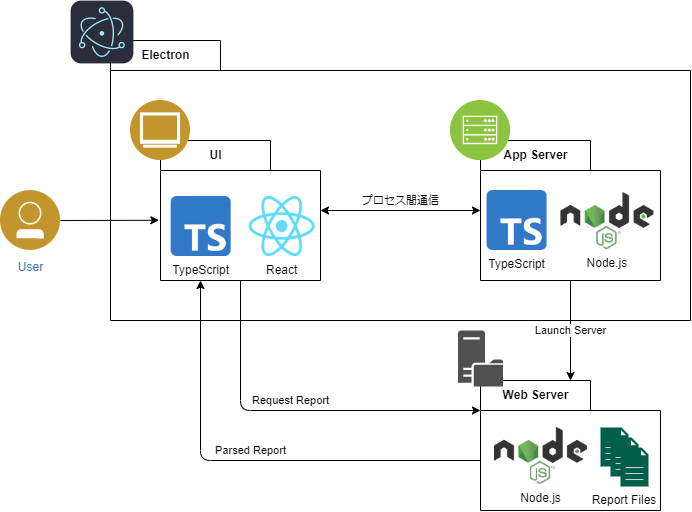 Electron
UI
App Server
TS
TypeScript
React
プロセス間通信
TS
TypeScript
node
JS
Node.js
User
Launch Server
Web Server
Request Report
Parsed Report
node
JS
Node.js
Report Files